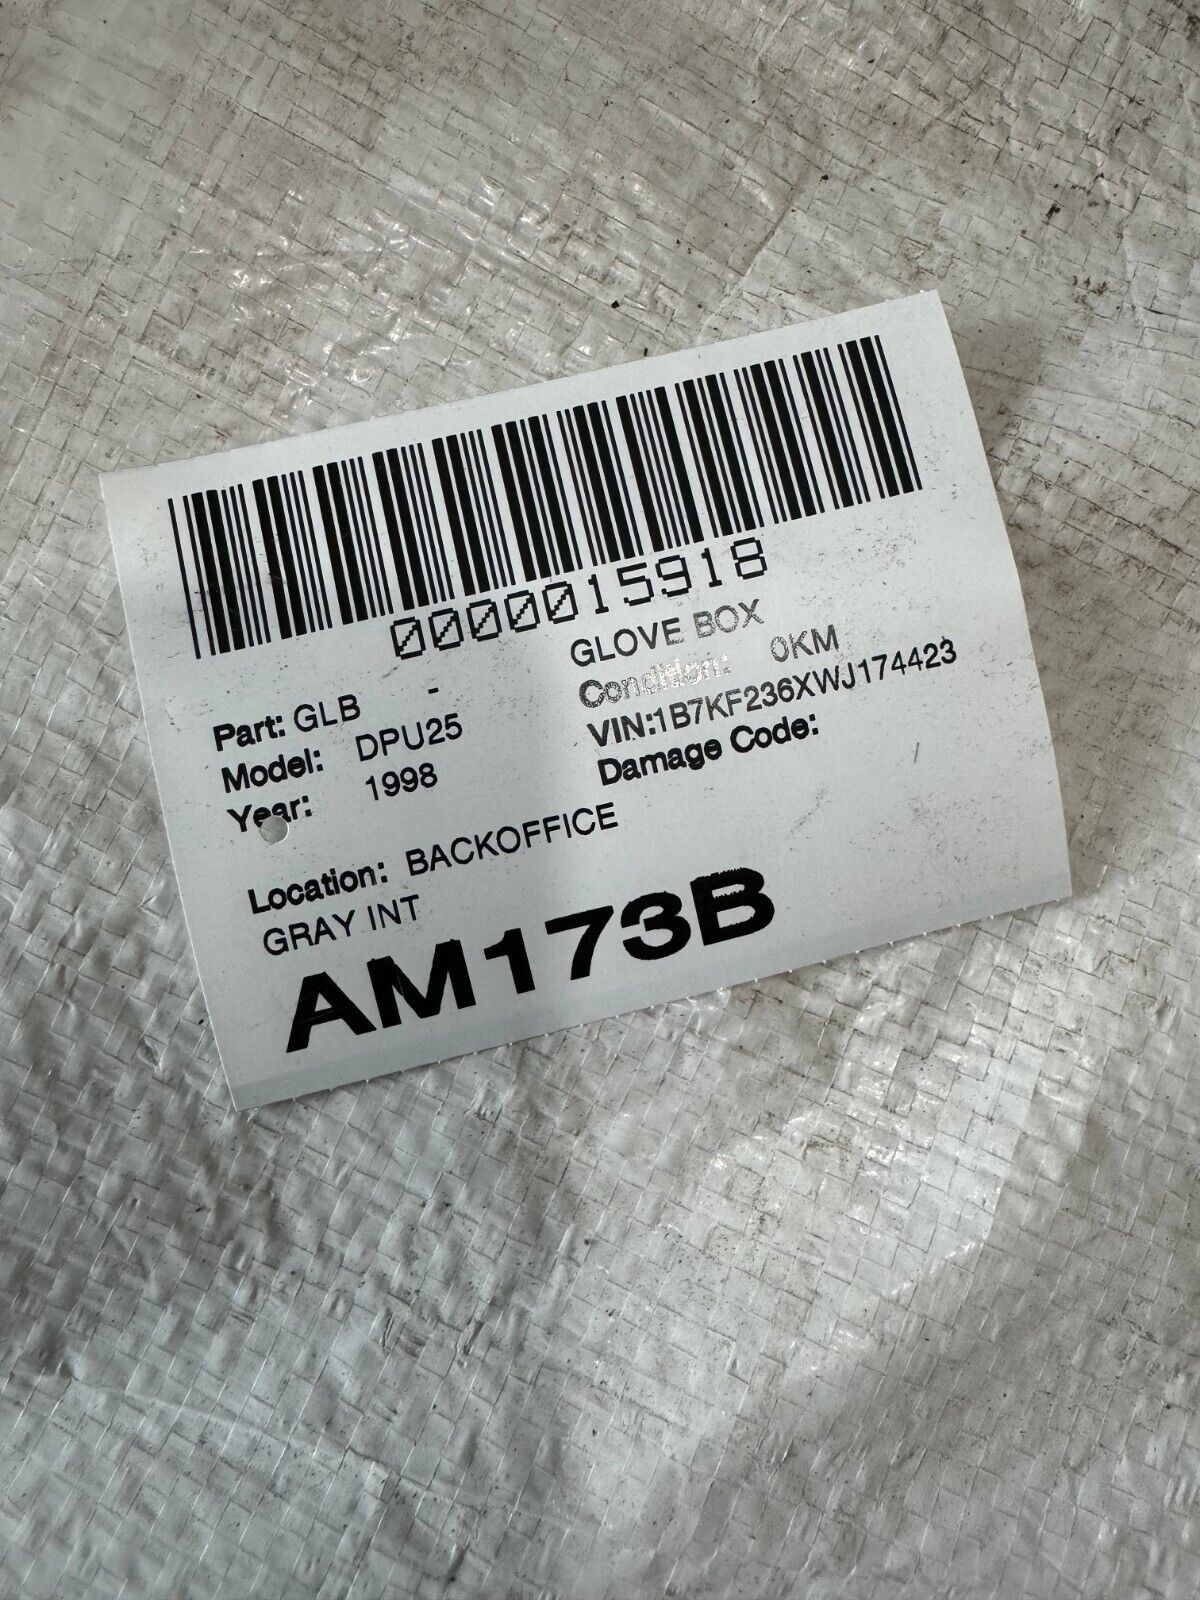 0000015918
Part: GLB - GLOVE BOX
Model: DPU25 Condition: 0KM
Year: 1998 VIN:1B7KF236XWJ174423
Damage Code:
Location: BACKOFFICE
GRAY INT
AM173B